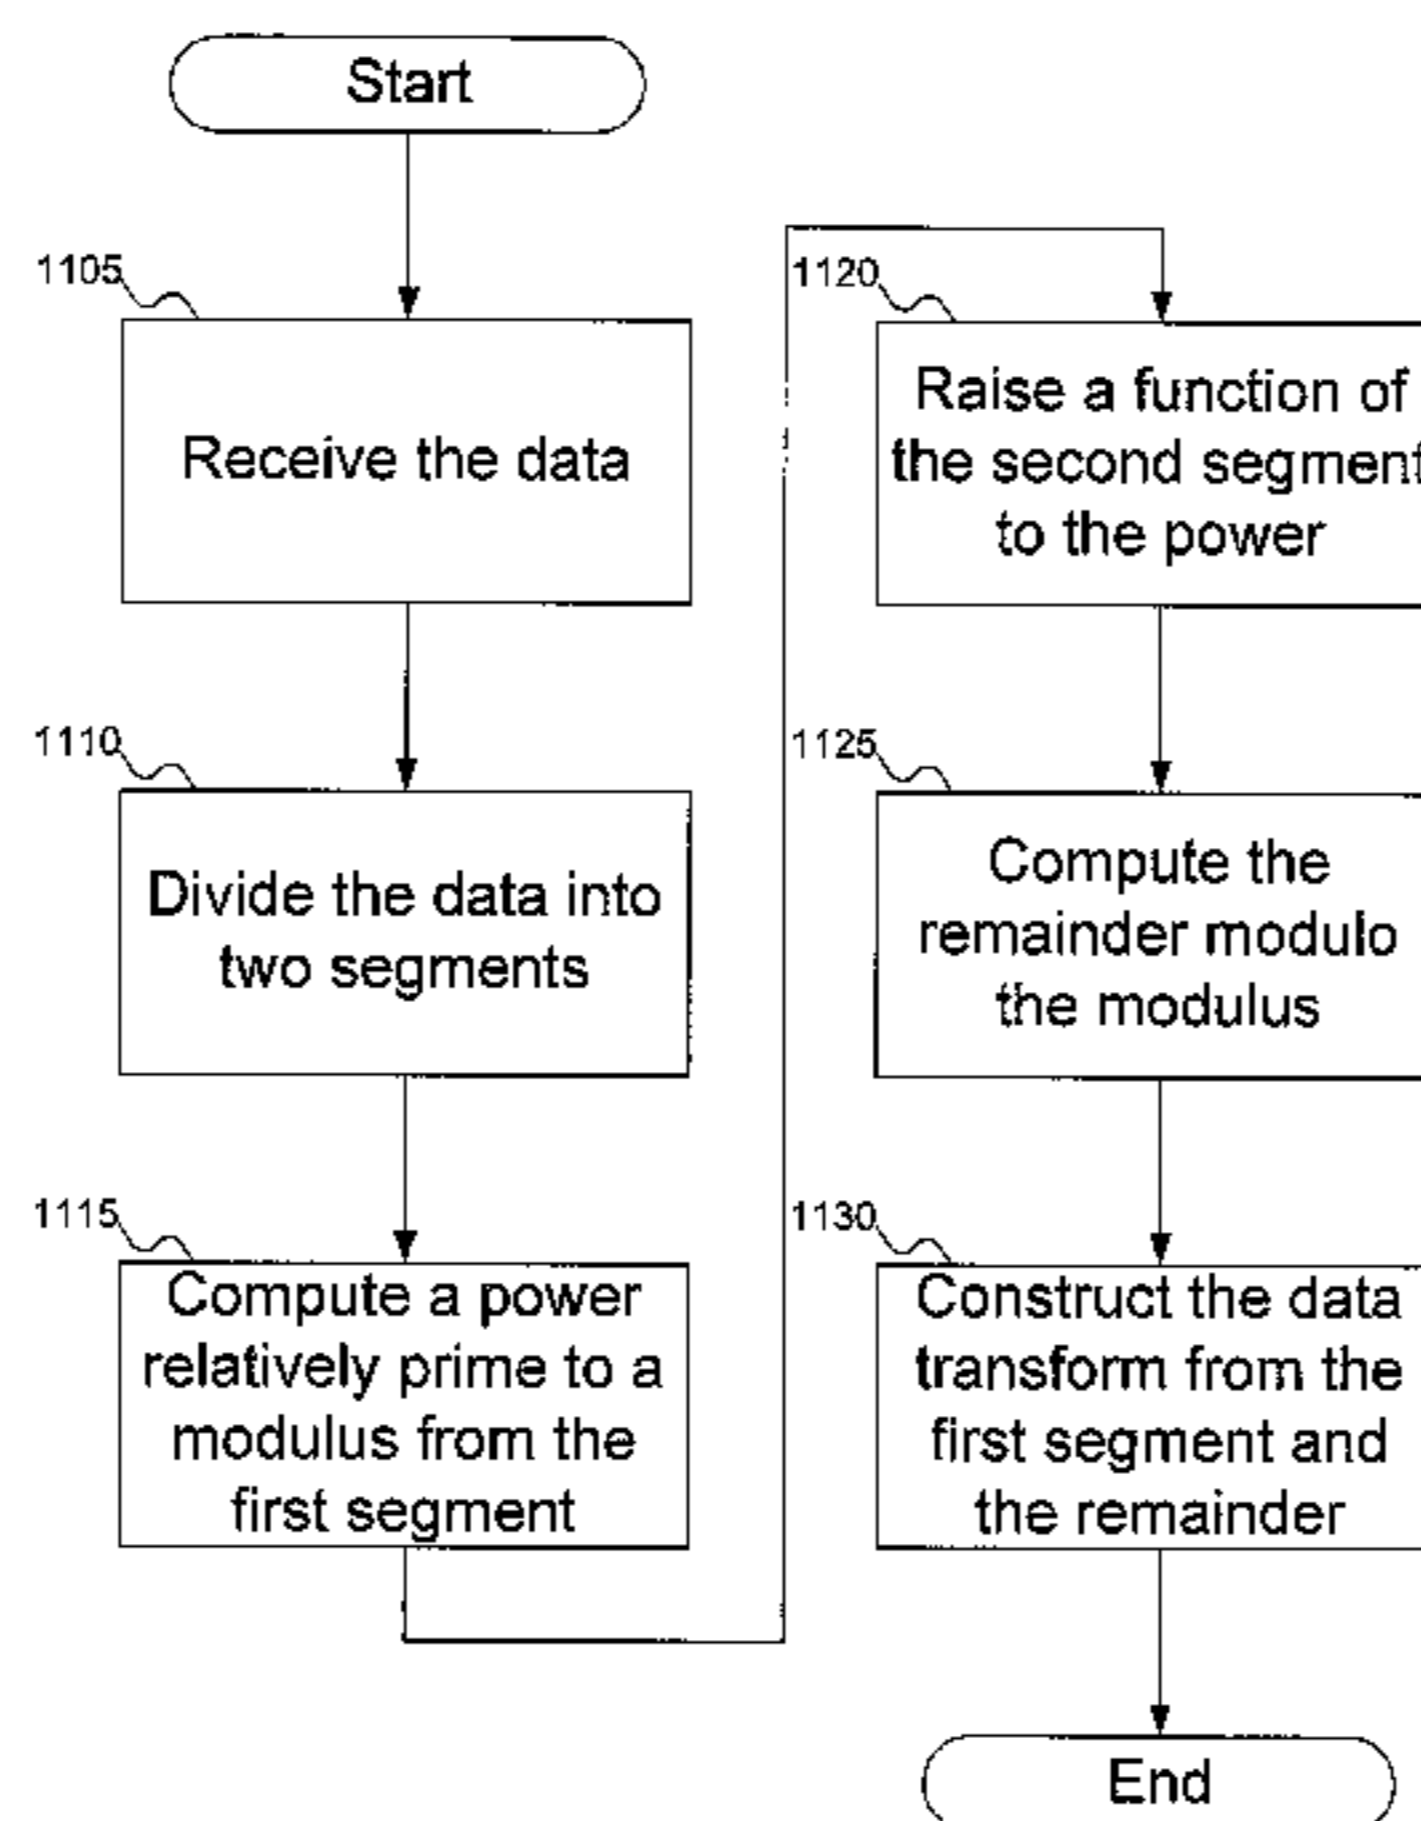 Start
1105
Receive the data
1110
Divide the data into
two segments
1115
Compute a power
relatively prime to a
modulus from the
first segment
1120
Raise a function of
the second segment
to the power
1125
Compute the
remainder modulo
the modulus
1130
Construct the data
transform from the
first segment and
the remainder
End